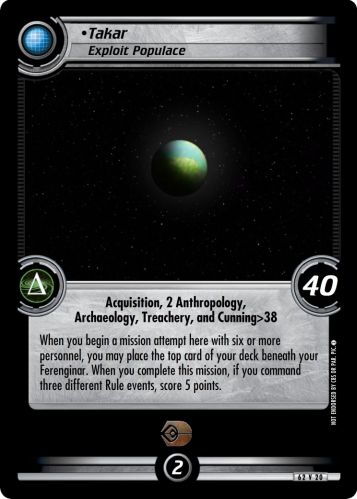 •Takar
Exploit Populace
Δ
40
Acquisition, 2 Anthropology,
Archaeology, Treachery, and Cunning>38
When you begin a mission attempt here with six or more
personnel, you may place the top card of your deck beneath your
Ferenginar. When you complete this mission, if you command
three different Rule events, score 5 points.
NOT ENDORSED BY CBS OR PAR. PIC.
2
62 V 20